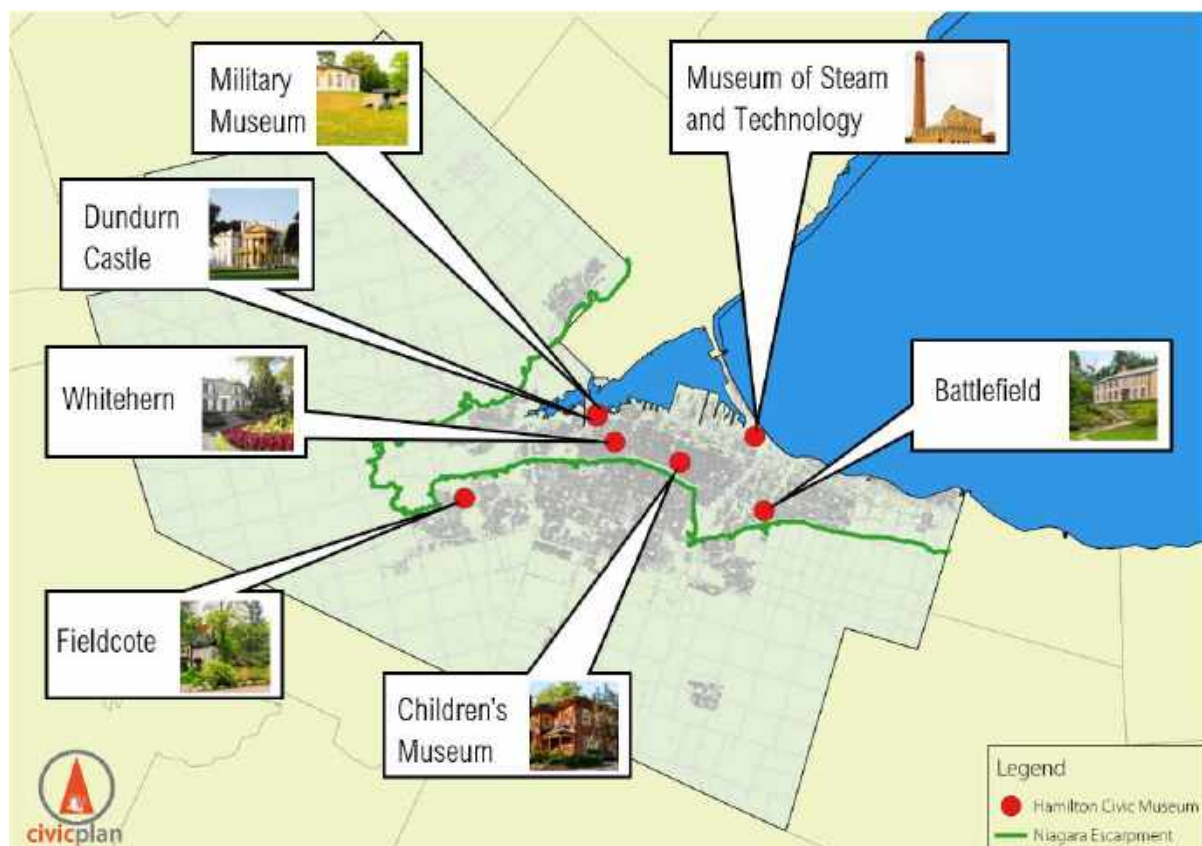 Military
Museum
Museum of Steam
and Technology
Dundurn
Castle
Whitehern
Battlefield
Fieldcote
Children's
Museum
Legend
Hamilton Civic Museum
Niagara Escarpment
civicplan